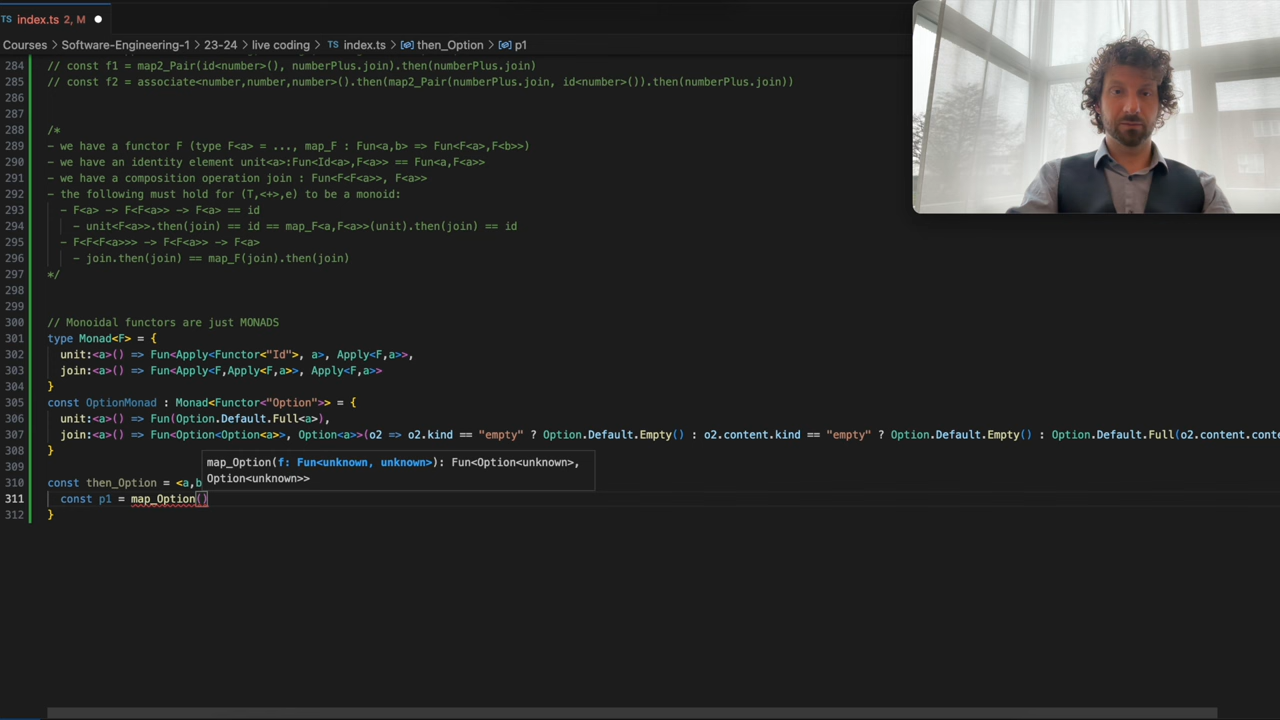 TS index.ts 2, M ●
Courses > Software-Engineering-1 > 23-24 > live coding > TS index.ts > then_Option > p1
284 // const f1 = map2_Pair(id<number>(), numberPlus.join).then(numberPlus.join)
285 // const f2 = associate<number,number,number>().then(map2_Pair(numberPlus.join, id<number>()).then(numberPlus.join))
286
287
288 /*
289 - we have a functor F (type F<a> = ..., map_F : Fun<a,b> => Fun<F<a>,F<b>>)
290 - we have an identity element unit<a>:Fun<Id<a>,F<a>> == Fun<a,F<a>>
291 - we have a composition operation join : Fun<F<F<a>>, F<a>>
292 - the following must hold for (T,<+>,e) to be a monoid:
293 - F<a> -> F<F<a>> -> F<a> == id
294 - unit<F<a>>.then(join) == id == map_F<a,F<a>>(unit).then(join) == id
295 - F<F<F<a>>> -> F<F<a>> -> F<a>
296 - join.then(join) == map_F(join).then(join)
297 */
298
299
300 // Monoidal functors are just MONADS
301 type Monad<F> = {
302 unit:<a>() => Fun<Apply<Functor<"Id">, a>, Apply<F,a>>,
303 join:<a>() => Fun<Apply<F,Apply<F,a>>, Apply<F,a>>
304 }
305 const OptionMonad : Monad<Functor<"Option">> = {
306 unit:<a>() => Fun(Option.Default.Full<a>),
307 join:<a>() => Fun<Option<Option<a>>, Option<a>>(o2 => o2.kind == "empty" ? Option.Default.Empty() : o2.content.kind == "empty" ? Option.Default.Empty() : Option.Default.Full(o2.content.conte
308 }
309 map_Option(f: Fun<unknown, unknown>): Fun<Option<unknown>,
Option<unknown>>
310 const then_Option = <a,b
311 const p1 = map_Option()
312 }